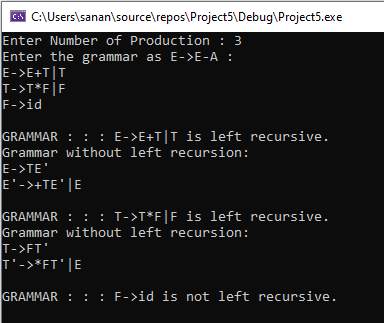 C:\Users\sanan\source\repos\Project5\Debug\Project5.exe
Enter Number of Production : 3
Enter the grammar as E->E-A :
E->E+T|T
T->T*F|F
F->id
GRAMMAR : : : E->E+T|T is left recursive.
Grammar without left recursion:
E->TE'
E'->+TE'|E
GRAMMAR : : : T->T*F|F is left recursive.
Grammar without left recursion:
T->FT'
T'->*FT'|E
GRAMMAR : : : F->id is not left recursive.